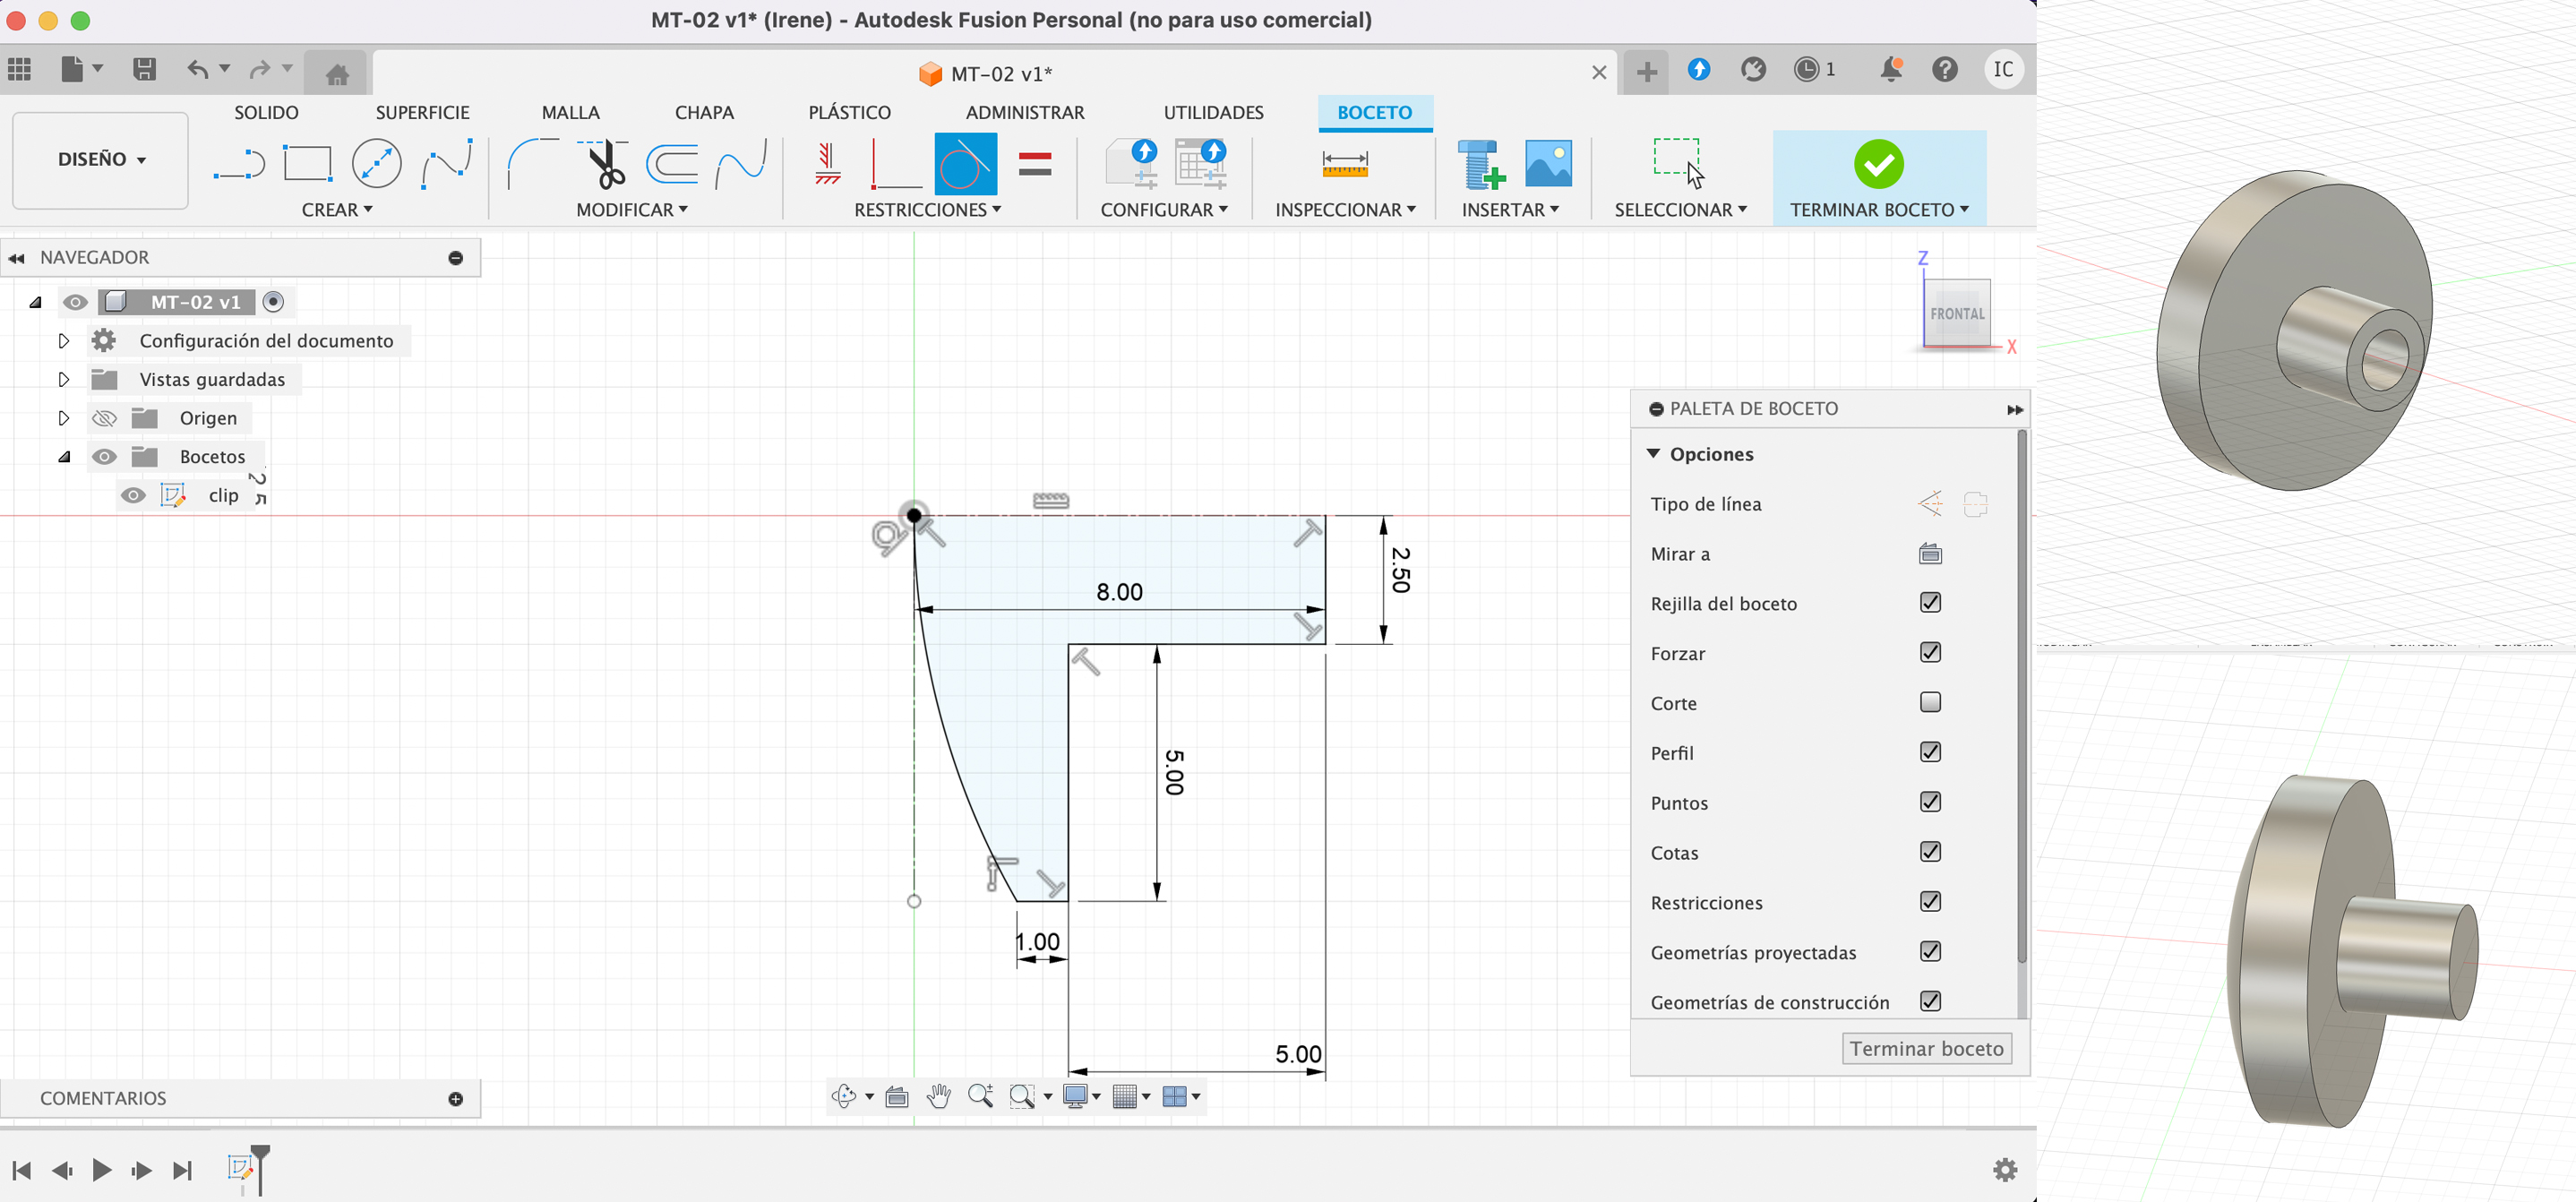 MT-02 v1* (Irene) - Autodesk Fusion Personal (no para uso comercial)
MT-02 v1*
1
IC
SOLIDO SUPERFICIE MALLA CHAPA PLÁSTICO ADMINISTRAR UTILIDADES BOCETO
DISEÑO
CREAR MODIFICAR RESTRICCIONES CONFIGURAR INSPECCIONAR INSERTAR SELECCIONAR TERMINAR BOCETO
NAVEGADOR
MT-02 v1
Configuración del documento
Vistas guardadas
Origen
Bocetos
clip
Z
FRONTAL
X
2.50
8.00
5.00
1.00
5.00
PALETA DE BOCETO
Opciones
Tipo de línea
Mirar a
Rejilla del boceto
Forzar
Corte
Perfil
Puntos
Cotas
Restricciones
Geometrías proyectadas
Geometrías de construcción
Terminar boceto
COMENTARIOS